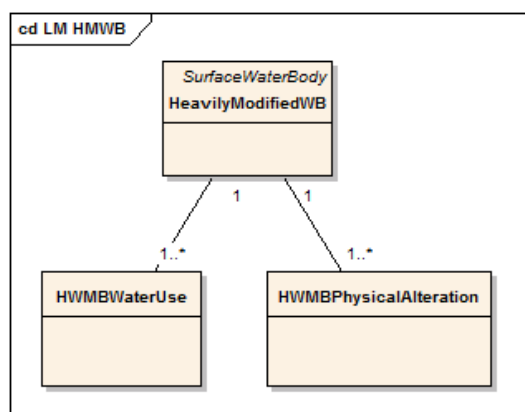 cd LM HMWB
SurfaceWaterBody
HeavilyModifiedWB
1 1
1..* 1..*
HWMBWaterUse HWMBPhysicalAlteration